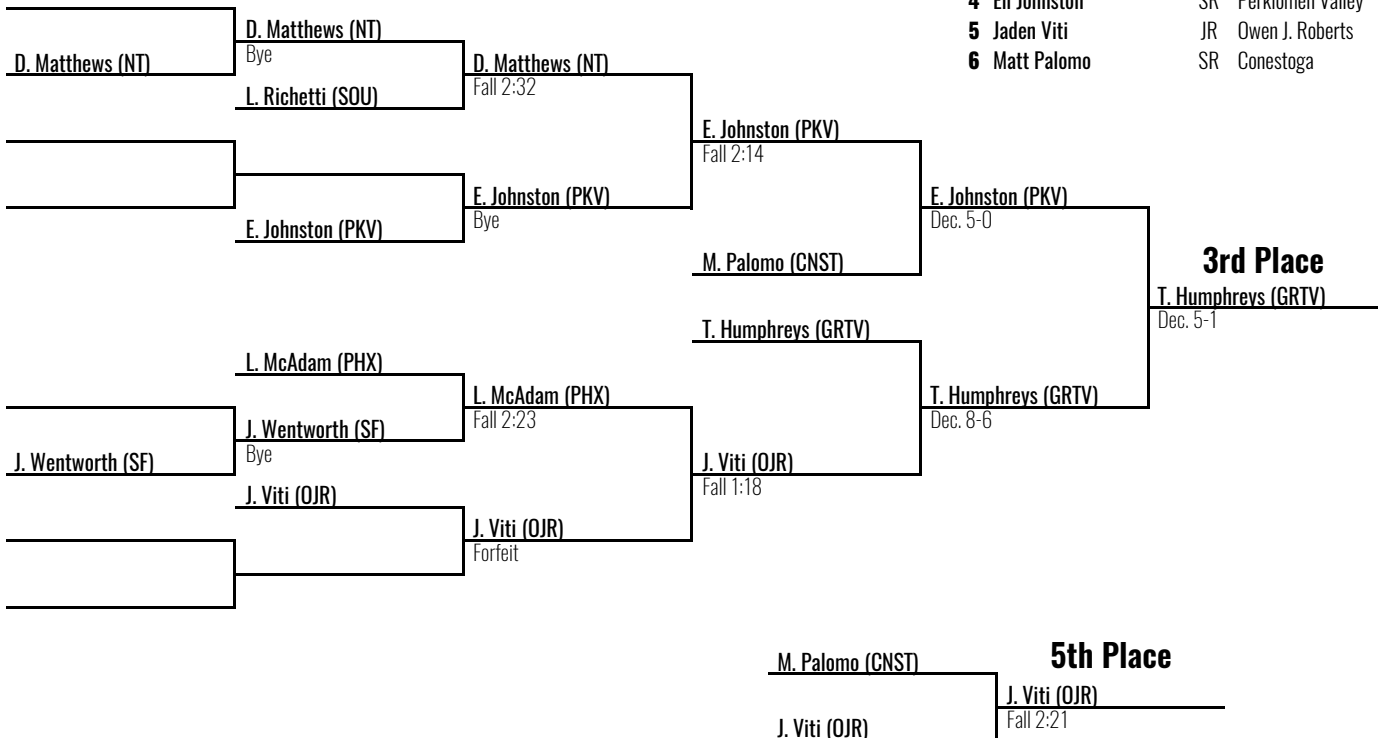 4 Eli Johnston SR Perkiomen Valley
5 Jaden Viti JR Owen J. Roberts
6 Matt Palomo SR Conestoga
D. Matthews (NT)
Bye
D. Matthews (NT)
D. Matthews (NT)
Fall 2:32
L. Richetti (SOU)
E. Johnston (PKV)
Fall 2:14
E. Johnston (PKV)
Bye
E. Johnston (PKV)
E. Johnston (PKV)
Dec. 5-0
M. Palomo (CNST)
3rd Place
T. Humphreys (GRTV)
Dec. 5-1
T. Humphreys (GRTV)
L. McAdam (PHX)
L. McAdam (PHX)
Fall 2:23
T. Humphreys (GRTV)
Dec. 8-6
J. Wentworth (SF)
Bye
J. Wentworth (SF)
J. Viti (OJR)
Fall 1:18
J. Viti (OJR)
J. Viti (OJR)
Forfeit
5th Place
M. Palomo (CNST)
J. Viti (OJR)
Fall 2:21
J. Viti (OJR)